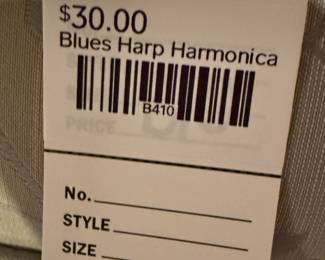 $30.00
Blues Harp Harmonica
B410
PRICE
No.
STYLE
SIZE